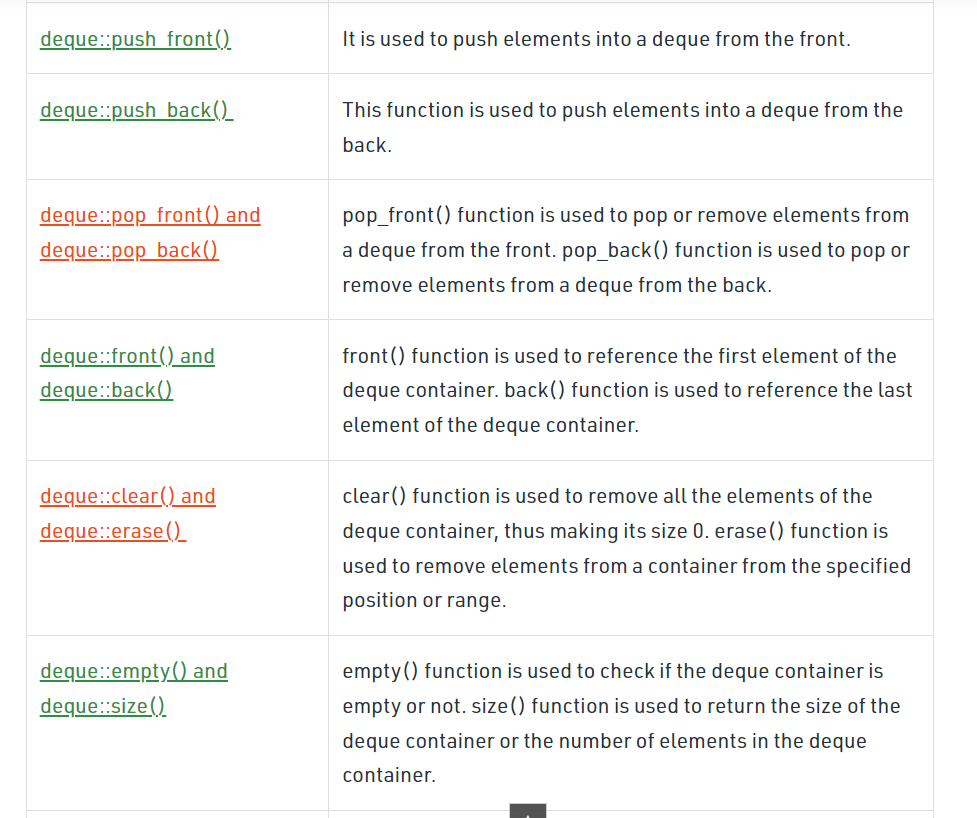 deque::push_front()
It is used to push elements into a deque from the front.
deque::push_back()
This function is used to push elements into a deque from the
back.
deque::pop_front() and
deque::pop_back()
pop_front() function is used to pop or remove elements from
a deque from the front. pop_back() function is used to pop or
remove elements from a deque from the back.
deque::front() and
deque::back()
front() function is used to reference the first element of the
deque container. back() function is used to reference the last
element of the deque container.
deque::clear() and
deque::erase()
clear() function is used to remove all the elements of the
deque container, thus making its size 0. erase() function is
used to remove elements from a container from the specified
position or range.
deque::empty() and
deque::size()
empty() function is used to check if the deque container is
empty or not. size() function is used to return the size of the
deque container or the number of elements in the deque
container.